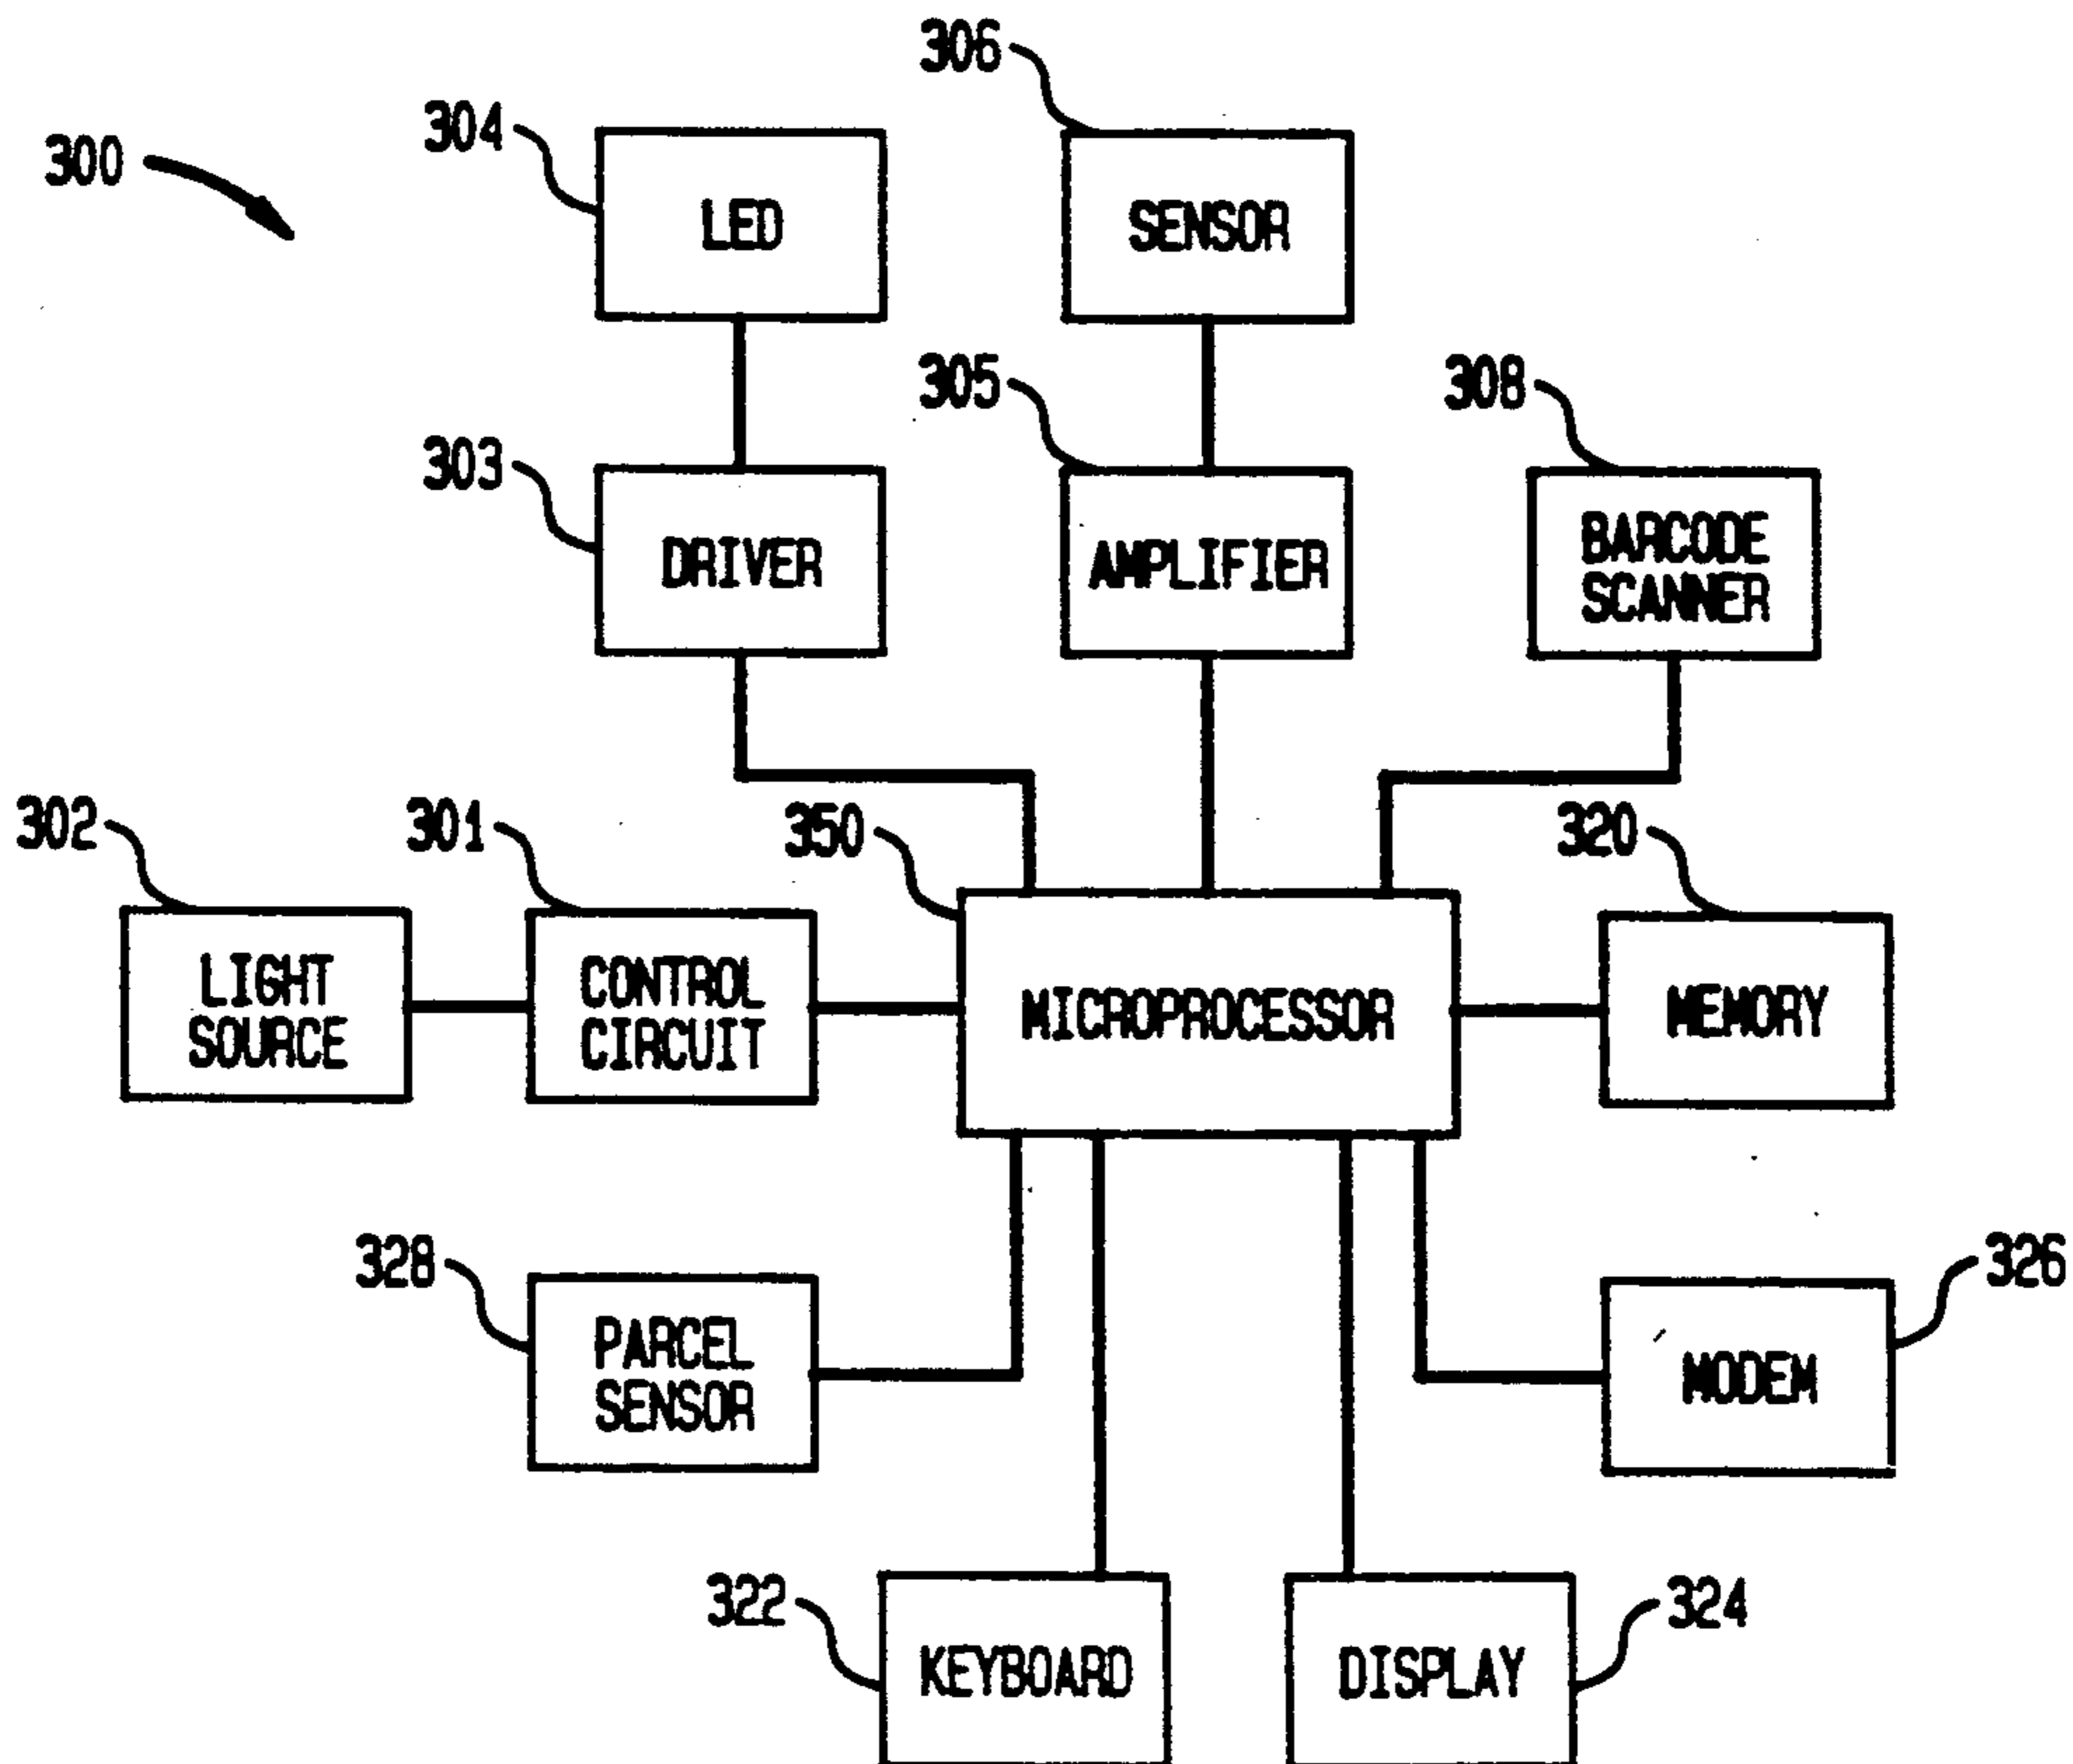 306
304
300
LED
SENSOR
305
308
303
DRIVER
AMPLIFIER
BARCODE
SCANNER
302
301
350
320
LIGHT
SOURCE
CONTROL
CIRCUIT
MICROPROCESSOR
MEMORY
328
326
PARCEL
SENSOR
MODEM
322
324
KEYBOARD
DISPLAY